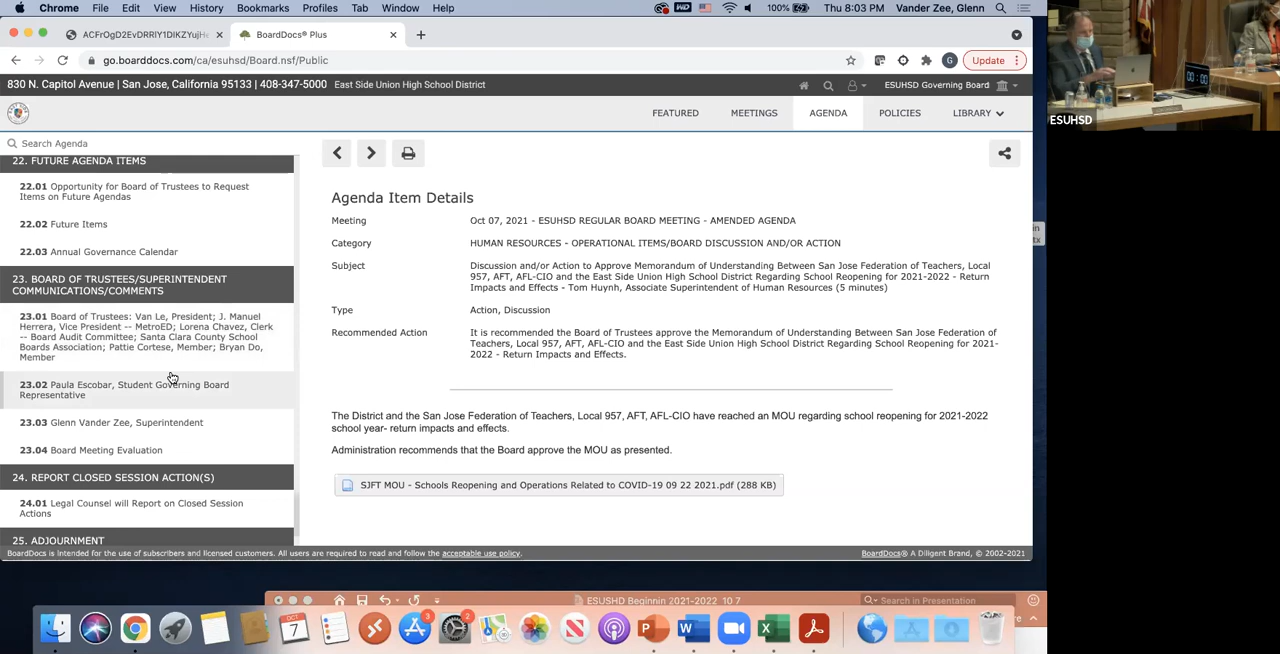 Chrome File Edit View History Bookmarks Profiles Tab Window Help
100% Thu 8:03 PM Vander Zee, Glenn
ACFrOgD2EvDRRlY1DIKZYujH
BoardDocs® Plus
go.boarddocs.com/ca/esuhsd/Board.nsf/Public
G
Update
830 N. Capitol Avenue | San Jose, California 95133 | 408-347-5000 East Side Union High School District
ESUHSD Governing Board
FEATURED MEETINGS AGENDA POLICIES LIBRARY
Search Agenda
22. FUTURE AGENDA ITEMS
22.01 Opportunity for Board of Trustees to Request
Items on Future Agendas
22.02 Future Items
22.03 Annual Governance Calendar
23. BOARD OF TRUSTEES/SUPERINTENDENT
COMMUNICATIONS/COMMENTS
23.01 Board of Trustees: Van Le, President; J. Manuel
Herrera, Vice President -- MetroED; Lorena Chavez, Clerk
-- Board Audit Committee; Santa Clara County School
Boards Association; Pattie Cortese, Member; Bryan Do,
Member
23.02 Paula Escobar, Student Governing Board
Representative
23.03 Glenn Vander Zee, Superintendent
23.04 Board Meeting Evaluation
24. REPORT CLOSED SESSION ACTION(S)
24.01 Legal Counsel will Report on Closed Session
Actions
25. ADJOURNMENT
Agenda Item Details
Meeting Oct 07, 2021 - ESUHSD REGULAR BOARD MEETING - AMENDED AGENDA
Category HUMAN RESOURCES - OPERATIONAL ITEMS/BOARD DISCUSSION AND/OR ACTION
Subject Discussion and/or Action to Approve Memorandum of Understanding Between San Jose Federation of Teachers, Local
957, AFT, AFL-CIO and the East Side Union High School District Regarding School Reopening for 2021-2022 - Return
Impacts and Effects - Tom Huynh, Associate Superintendent of Human Resources (5 minutes)
Type Action, Discussion
Recommended Action It is recommended the Board of Trustees approve the Memorandum of Understanding Between San Jose Federation of
Teachers, Local 957, AFT, AFL-CIO and the East Side Union High School District Regarding School Reopening for 2021-
2022 - Return Impacts and Effects.
The District and the San Jose Federation of Teachers, Local 957, AFT, AFL-CIO have reached an MOU regarding school reopening for 2021-2022
school year- return impacts and effects.
Administration recommends that the Board approve the MOU as presented.
SJFT MOU - Schools Reopening and Operations Related to COVID-19 09 22 2021.pdf (288 KB)
BoardDocs is intended for the use of subscribers and licensed customers. All users are required to read and follow the acceptable use policy.
BoardDocs® A Diligent Brand, © 2002-2021
ESUSHD Beginnin 2021-2022 10 7
Search in Presentation
OCT
7
3
2
ESUHSD
00:00